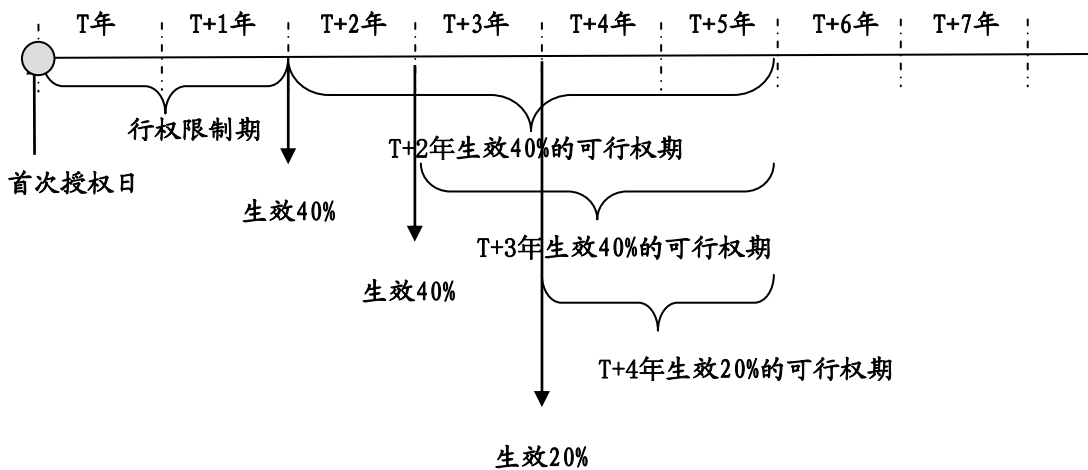 T年 T+1年 T+2年 T+3年 T+4年 T+5年 T+6年 T+7年
行权限制期
T+2年生效40%的可行权期
首次授权日
生效40%
T+3年生效40%的可行权期
生效40%
T+4年生效20%的可行权期
生效20%